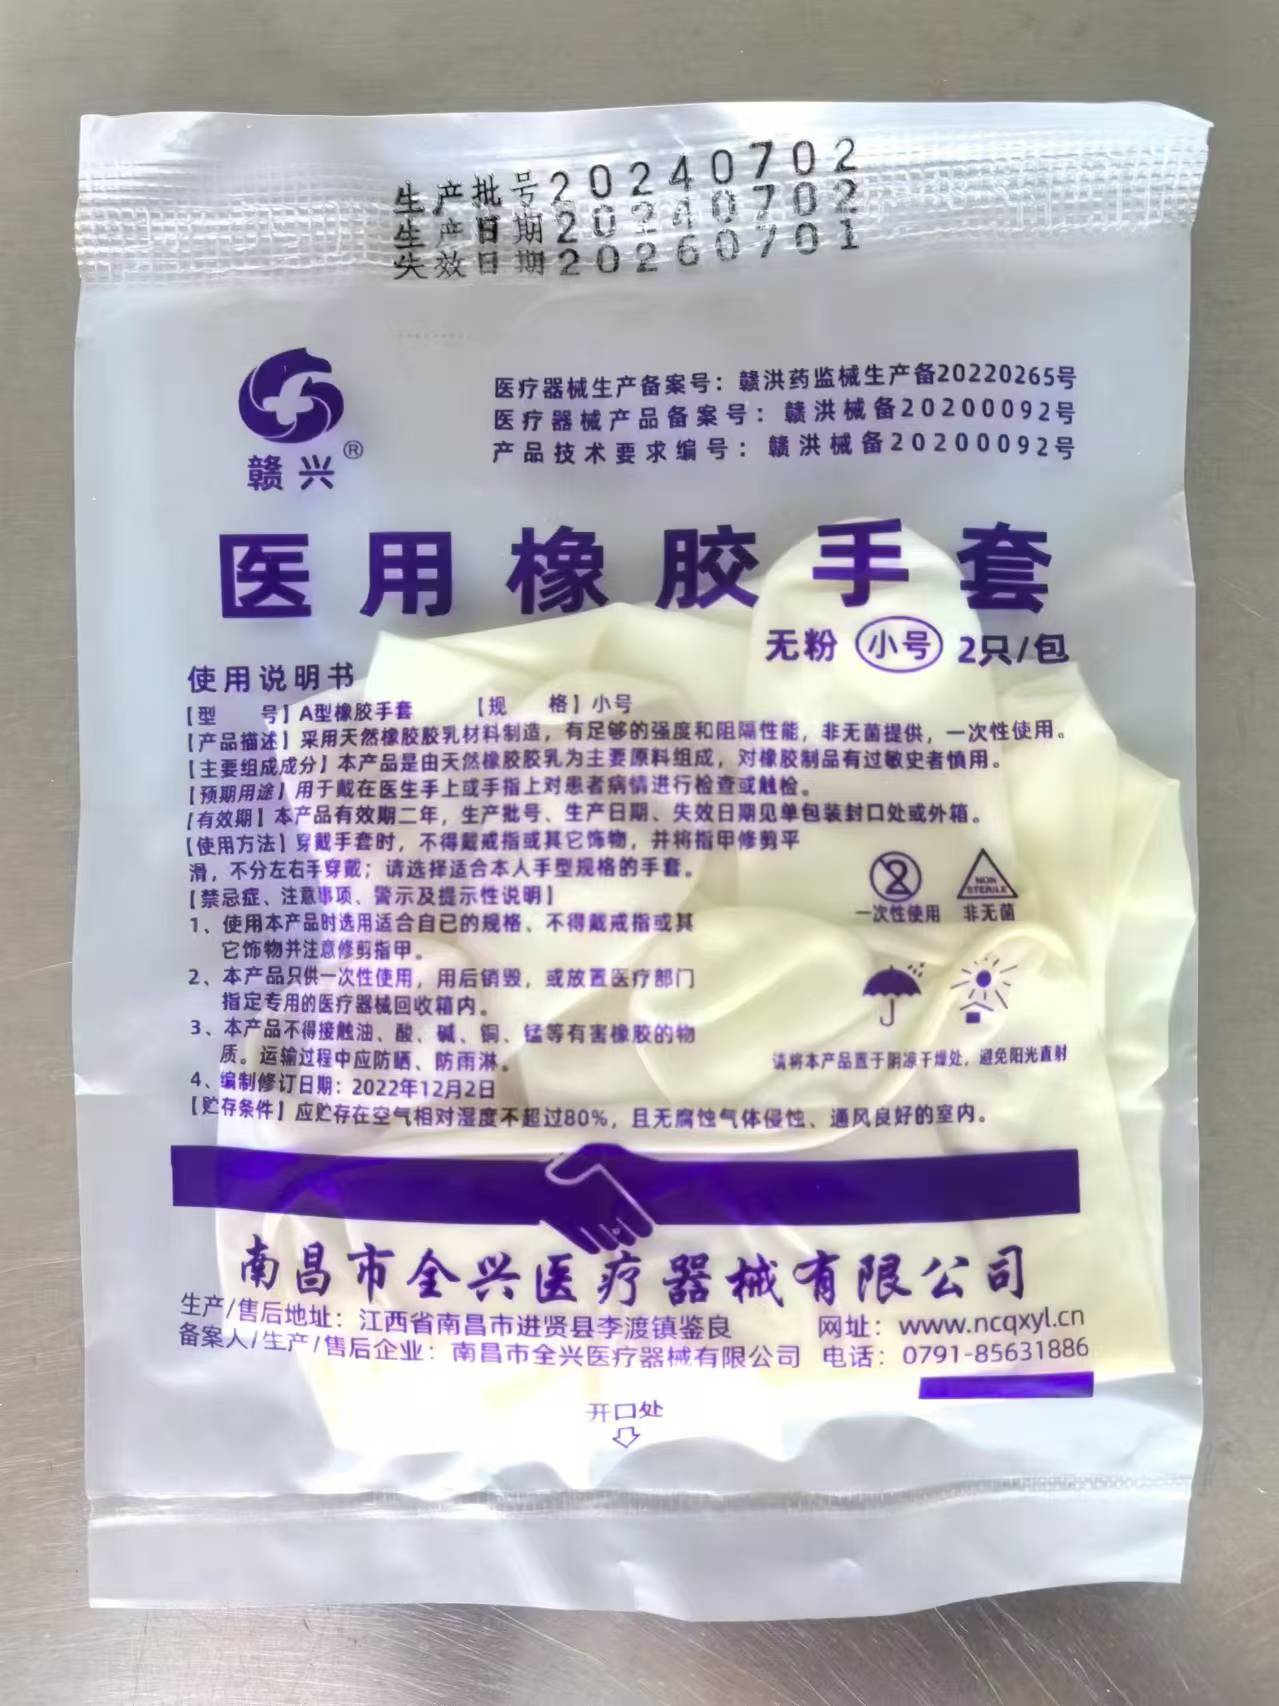 生产批号20240702
生产日期20240702
失效日期20260701
赣兴®
医疗器械生产备案号：赣洪药监械生产备20220265号
医疗器械产品备案号：赣洪械备20200092号
产品技术要求编号：赣洪械备20200092号
医用橡胶手套
无粉 小号 2只/包
使用说明书
【型 号】A型橡胶手套 【规 格】小号
【产品描述】采用天然橡胶胶乳材料制造，有足够的强度和阻隔性能，非无菌提供，一次性使用。
【主要组成成分】本产品是由天然橡胶胶乳为主要原料组成，对橡胶制品有过敏史者慎用。
【预期用途】用于戴在医生手上或手指上对患者病情进行检查或触检。
【有效期】本产品有效期二年，生产批号、生产日期、失效日期见单包装封口处或外箱。
【使用方法】穿戴手套时，不得戴戒指或其它饰物，并将指甲修剪平
滑，不分左右手穿戴；请选择适合本人手型规格的手套。
【禁忌症、注意事项、警示及提示性说明】
1、使用本产品时选用适合自已的规格、不得戴戒指或其
它饰物并注意修剪指甲。
2、本产品只供一次性使用，用后销毁，或放置医疗部门
指定专用的医疗器械回收箱内。
3、本产品不得接触油、酸、碱、铜、锰等有害橡胶的物
质。运输过程中应防晒、防雨淋。
4、编制修订日期：2022年12月2日
【贮存条件】应贮存在空气相对湿度不超过80%，且无腐蚀气体侵蚀、通风良好的室内。
2
NON
STERILE
一次性使用 非无菌
请将本产品置于阴凉干燥处，避免阳光直射
南昌市全兴医疗器械有限公司
生产/售后地址：江西省南昌市进贤县李渡镇鉴良 网址：www.ncqxyl.cn
备案人/生产/售后企业：南昌市全兴医疗器械有限公司 电话：0791-85631886
开口处